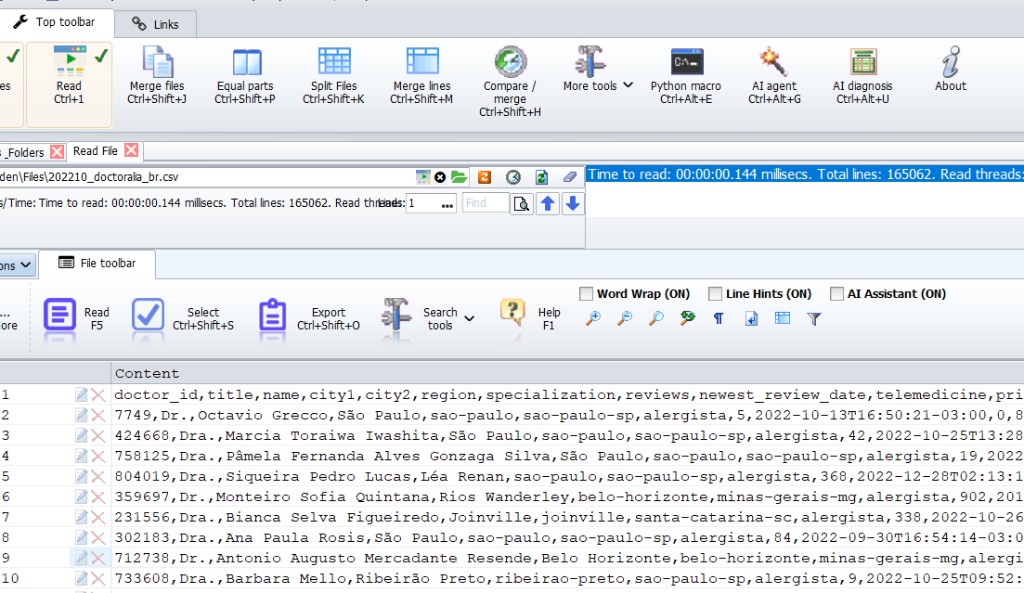 Top toolbar
Links
es
Read
Ctrl+1
Merge files
Ctrl+Shift+J
Equal parts
Ctrl+Shift+P
Split Files
Ctrl+Shift+K
Merge lines
Ctrl+Shift+M
Compare /
merge
Ctrl+Shift+H
More tools
Python macro
Ctrl+Alt+E
AI agent
Ctrl+Alt+G
AI diagnosis
Ctrl+Alt+U
About
_Folders
Read File
den\Files\202210_doctoralia_br.csv
Time to read: 00:00:00.144 millisecs. Total lines: 165062. Read threads:
s/Time: Time to read: 00:00:00.144 millisecs. Total lines: 165062. Read threads:
1
...
Find
ons
File toolbar
...
ore
Read
F5
Select
Ctrl+Shift+S
Export
Ctrl+Shift+O
Search
tools
Help
F1
Word Wrap (ON)
Line Hints (ON)
AI Assistant (ON)
Content
1 doctor_id,title,name,city1,city2,region,specialization,reviews,newest_review_date,telemedicine,pri
2 7749,Dr.,Octavio Grecco,São Paulo,sao-paulo,sao-paulo-sp,alergista,5,2022-10-13T16:50:21-03:00,0,8
3 424668,Dra.,Marcia Toraiwa Iwashita,São Paulo,sao-paulo,sao-paulo-sp,alergista,42,2022-10-25T13:28
4 758125,Dra.,Pâmela Fernanda Alves Gonzaga Silva,São Paulo,sao-paulo,sao-paulo-sp,alergista,19,2022
5 804019,Dra.,Siqueira Pedro Lucas,Léa Renan,sao-paulo,sao-paulo-sp,alergista,368,2022-12-28T02:13:1
6 359697,Dr.,Monteiro Sofia Quintana,Rios Wanderley,belo-horizonte,minas-gerais-mg,alergista,902,201
7 231556,Dra.,Bianca Selva Figueiredo,Joinville,joinville,santa-catarina-sc,alergista,338,2022-10-26
8 302183,Dra.,Ana Paula Rosis,São Paulo,sao-paulo,sao-paulo-sp,alergista,84,2022-09-30T16:54:14-03:0
9 712738,Dr.,Antonio Augusto Mercadante Resende,Belo Horizonte,belo-horizonte,minas-gerais-mg,alergi
10 733608,Dra.,Barbara Mello,Ribeirão Preto,ribeirao-preto,sao-paulo-sp,alergista,9,2022-10-25T09:52: